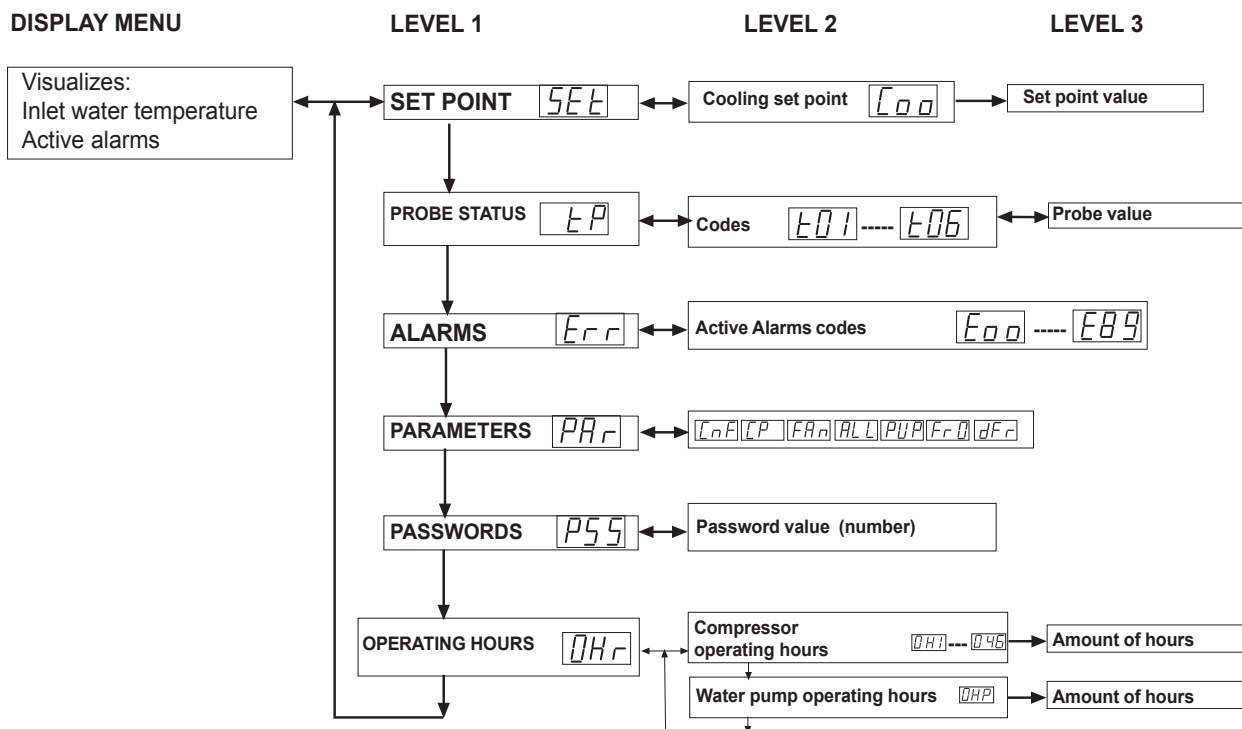 DISPLAY MENU LEVEL 1 LEVEL 2 LEVEL 3
Visualizes:
Inlet water temperature
Active alarms
SET POINT SEt
Cooling set point Coo
Set point value
PROBE STATUS tP
Codes t01 ----- t06
Probe value
ALARMS Err
Active Alarms codes Eoo ----- E89
PARAMETERS PAr
CnF CP FAn ALL PUP Fr0 dFr
PASSWORDS PSS
Password value (number)
OPERATING HOURS OHr
Compressor
operating hours OH1 --- 046
Amount of hours
Water pump operating hours OHP
Amount of hours